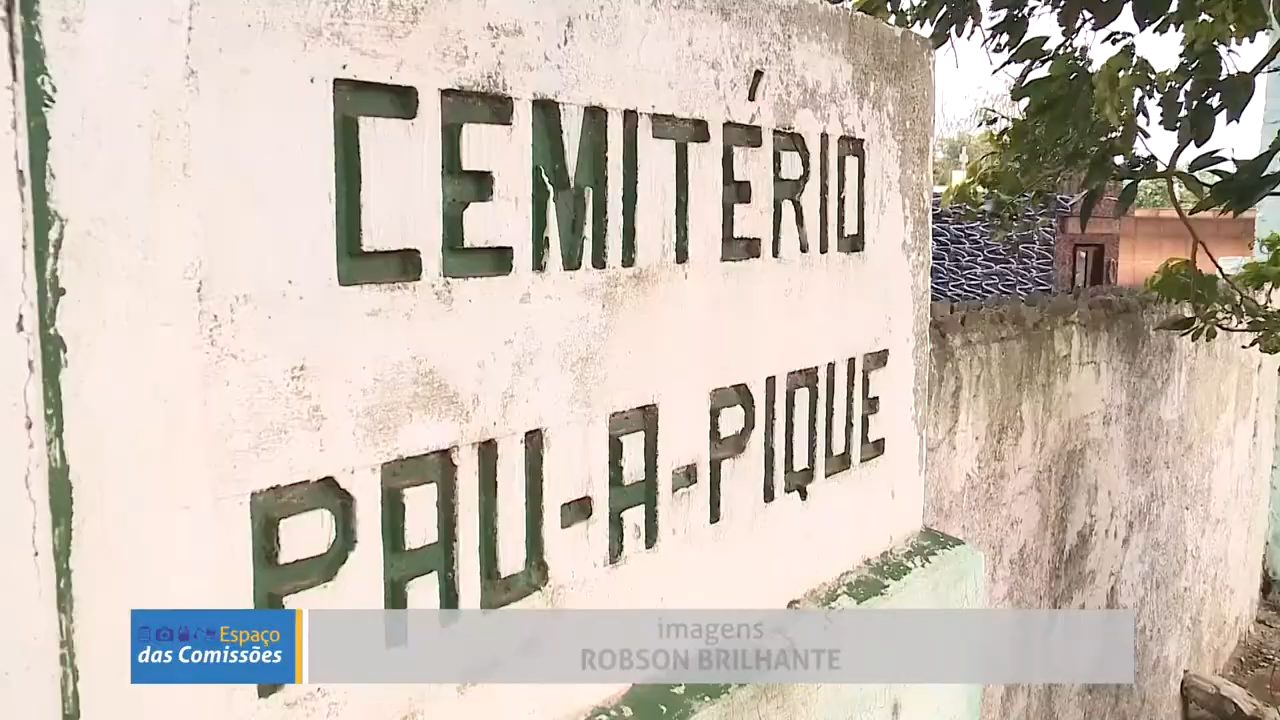 CEMITÉRIO
PAU-A-PIQUE
Espaço
das Comissões
imagens
ROBSON BRILHANTE